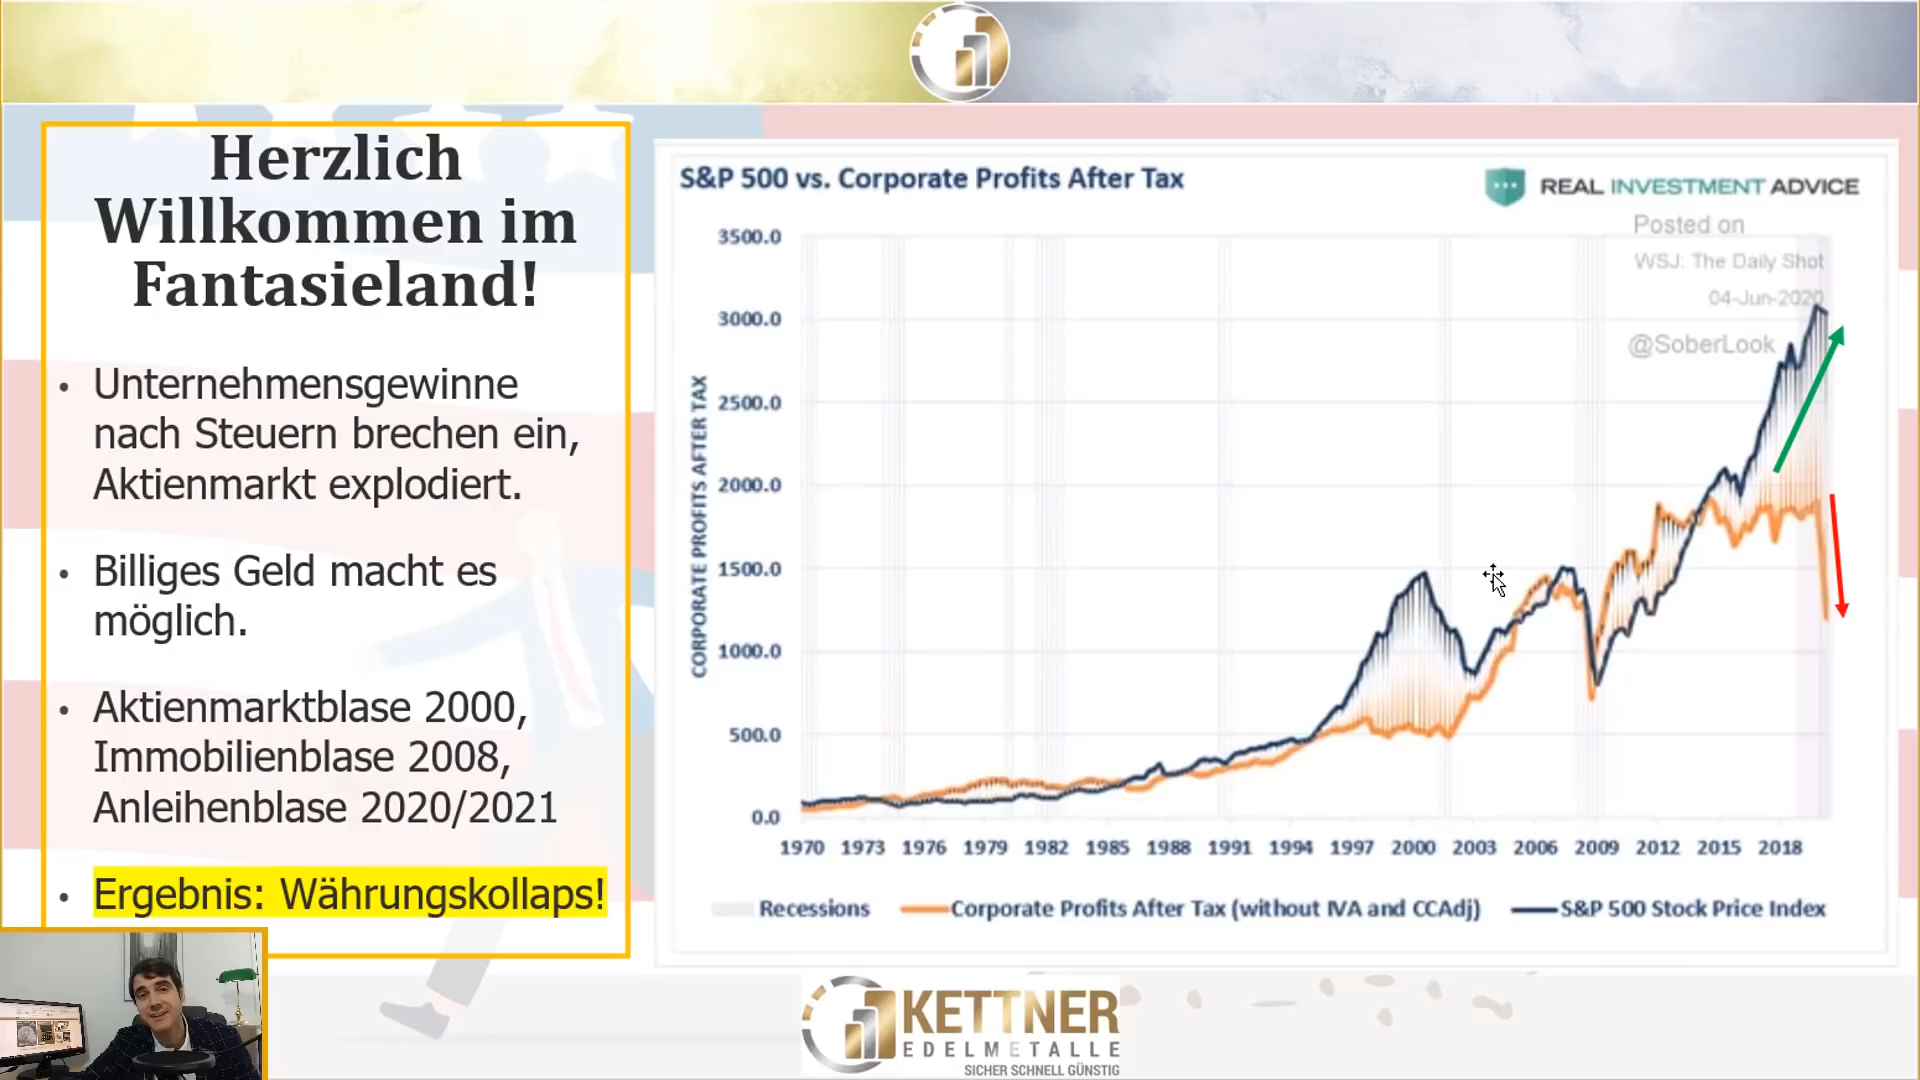 Herzlich
Willkommen im
Fantasieland!
• Unternehmensgewinne
nach Steuern brechen ein,
Aktienmarkt explodiert.
• Billiges Geld macht es
möglich.
• Aktienmarktblase 2000,
Immobilienblase 2008,
Anleihenblase 2020/2021
• Ergebnis: Währungskollaps!
S&P 500 vs. Corporate Profits After Tax
REAL INVESTMENT ADVICE
Posted on
WSJ: The Daily Shot
04-Jun-2020
@SoberLook
CORPORATE PROFITS AFTER TAX
3500.0
3000.0
2500.0
2000.0
1500.0
1000.0
500.0
0.0
1970 1973 1976 1979 1982 1985 1988 1991 1994 1997 2000 2003 2006 2009 2012 2015 2018
Recessions Corporate Profits After Tax (without IVA and CCAdj) S&P 500 Stock Price Index
KETTNER
EDELMETALLE
SICHER SCHNELL GÜNSTIG